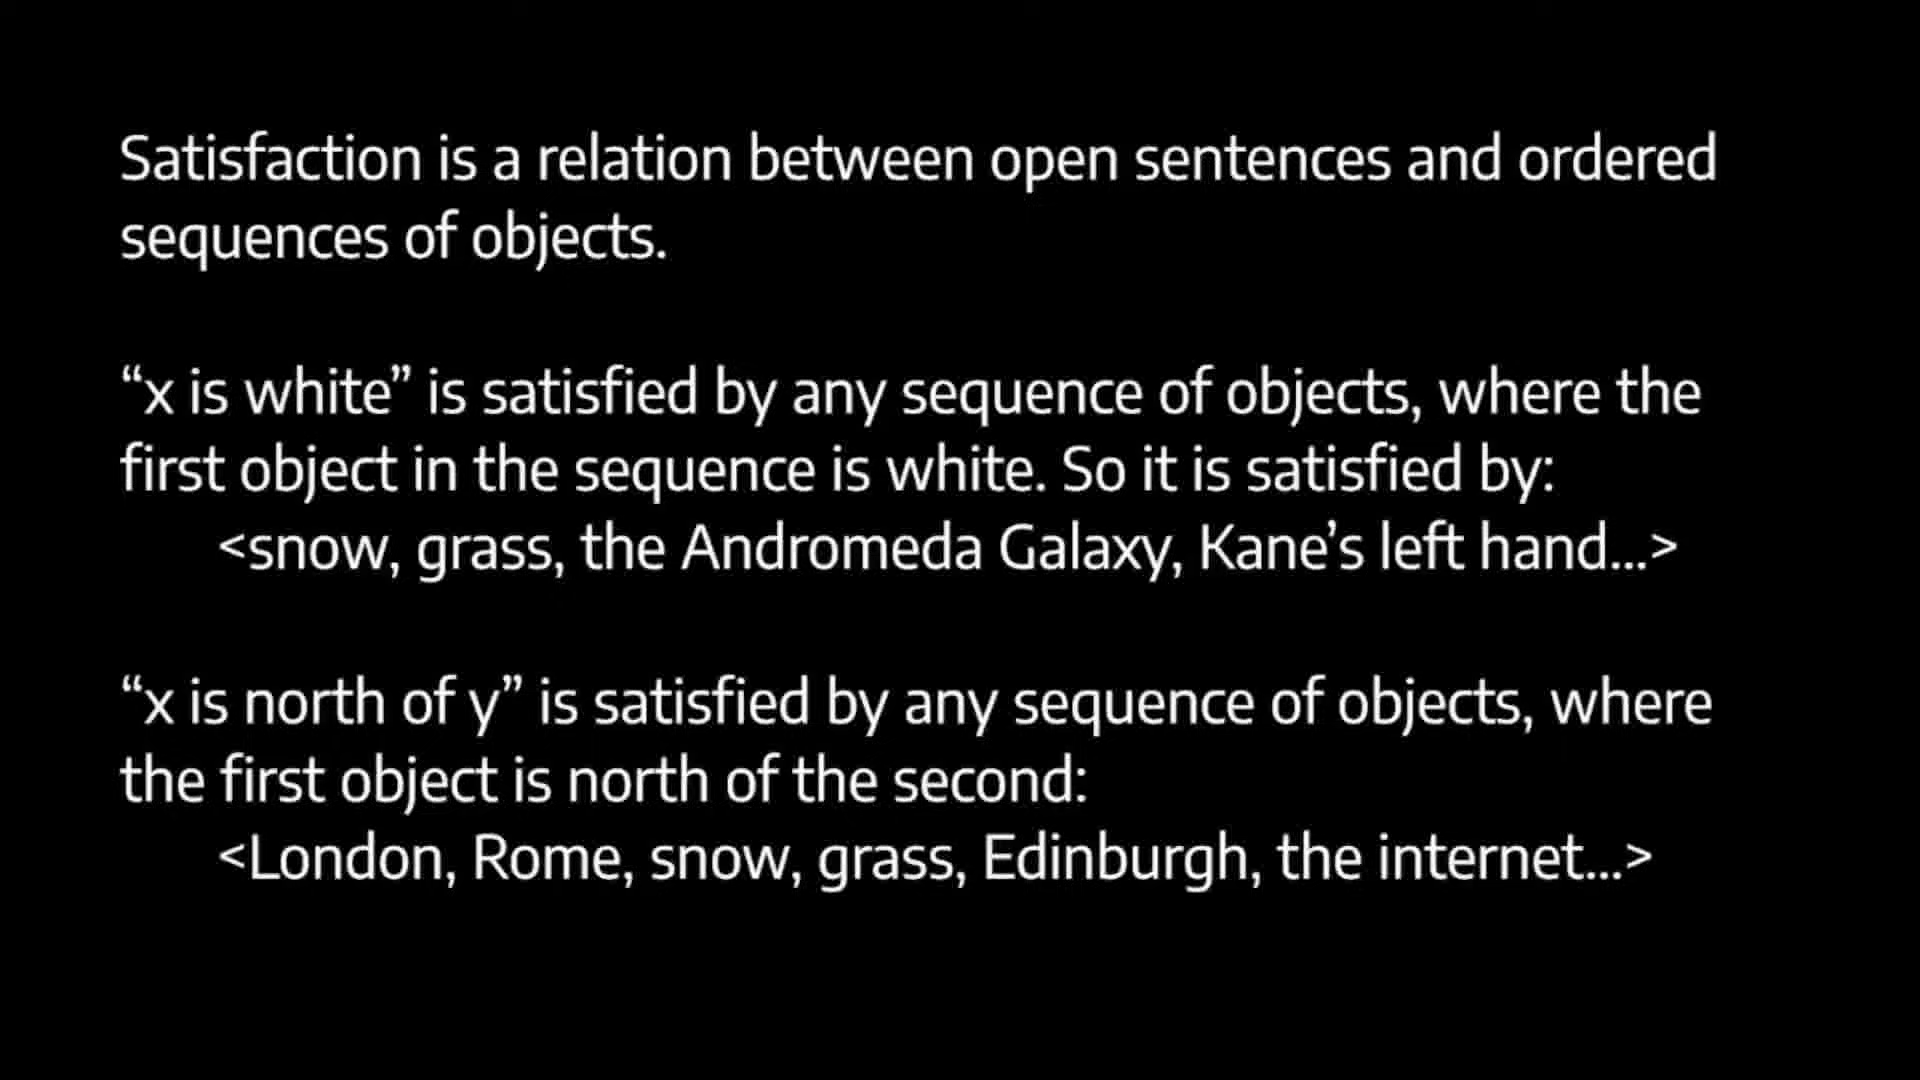 Satisfaction is a relation between open sentences and ordered
sequences of objects.
“x is white” is satisfied by any sequence of objects, where the
first object in the sequence is white. So it is satisfied by:
<snow, grass, the Andromeda Galaxy, Kane’s left hand...>
“x is north of y” is satisfied by any sequence of objects, where
the first object is north of the second:
<London, Rome, snow, grass, Edinburgh, the internet...>